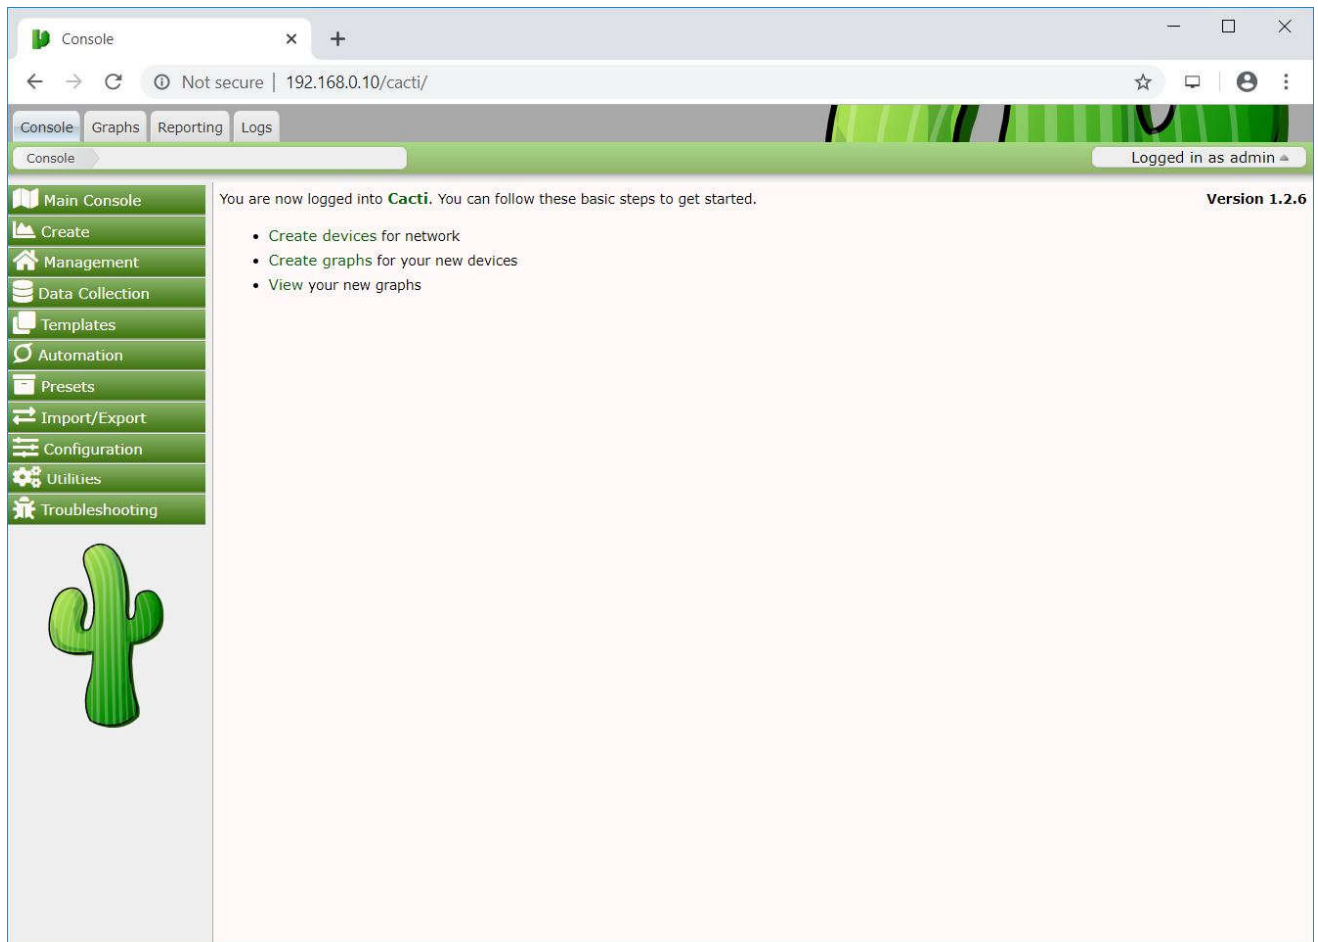 Console
Not secure | 192.168.0.10/cacti/
Console Graphs Reporting Logs
Console
Logged in as admin
Main Console
Create
Management
Data Collection
Templates
Automation
Presets
Import/Export
Configuration
Utilities
Troubleshooting
You are now logged into Cacti. You can follow these basic steps to get started.
Version 1.2.6
• Create devices for network
• Create graphs for your new devices
• View your new graphs